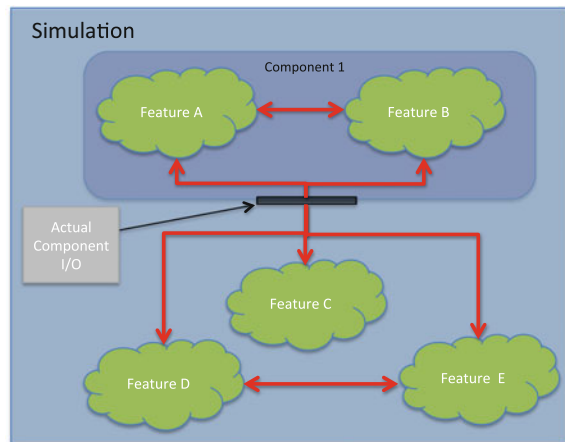 Simulation
Component 1
Feature A
Feature B
Actual
Component
I/O
Feature C
Feature D
Feature E